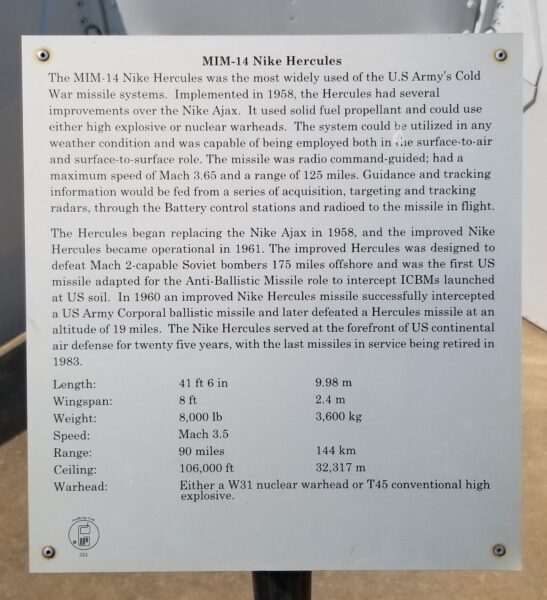 MIM-14 Nike Hercules
The MIM-14 Nike Hercules was the most widely used of the U.S Army's Cold
War missile systems. Implemented in 1958, the Hercules had several
improvements over the Nike Ajax. It used solid fuel propellant and could use
either high explosive or nuclear warheads. The system could be utilized in any
weather condition and was capable of being employed both in the surface-to-air
and surface-to-surface role. The missile was radio command-guided; had a
maximum speed of Mach 3.65 and a range of 125 miles. Guidance and tracking
information would be fed from a series of acquisition, targeting and tracking
radars, through the Battery control stations and radioed to the missile in flight.
The Hercules began replacing the Nike Ajax in 1958, and the improved Nike
Hercules became operational in 1961. The improved Hercules was designed to
defeat Mach 2-capable Soviet bombers 175 miles offshore and was the first US
missile adapted for the Anti-Ballistic Missile role to intercept ICBMs launched
at US soil. In 1960 an improved Nike Hercules missile successfully intercepted
a US Army Corporal ballistic missile and later defeated a Hercules missile at an
altitude of 19 miles. The Nike Hercules served at the forefront of US continental
air defense for twenty five years, with the last missiles in service being retired in
1983.
Length: 41 ft 6 in 9.98 m
Wingspan: 8 ft 2.4 m
Weight: 8,000 lb 3,600 kg
Speed: Mach 3.5
Range: 90 miles 144 km
Ceiling: 106,000 ft 32,317 m
Warhead: Either a W31 nuclear warhead or T45 conventional high
explosive.